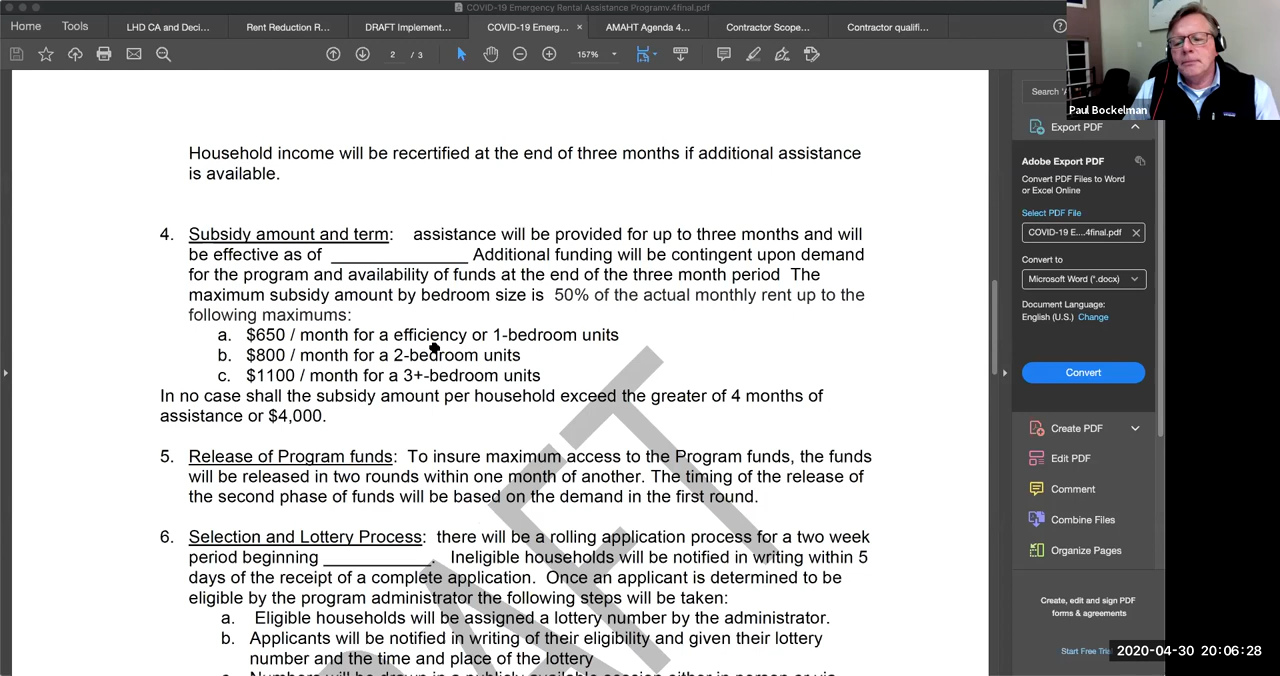 COVID-19 Emergency Rental Assistance Programv.4final.pdf
Home
Tools
LHD CA and Deci...
Rent Reduction R...
DRAFT Implement...
COVID-19 Emerg... ×
AMAHT Agenda 4...
Contractor Scope...
Contractor qualifi...
2 / 3
157%
Paul Bockelman
Household income will be recertified at the end of three months if additional assistance
is available.
4. Subsidy amount and term: assistance will be provided for up to three months and will
be effective as of ______________ Additional funding will be contingent upon demand
for the program and availability of funds at the end of the three month period The
maximum subsidy amount by bedroom size is 50% of the actual monthly rent up to the
following maximums:
a. $650 / month for a efficiency or 1-bedroom units
b. $800 / month for a 2-bedroom units
c. $1100 / month for a 3+-bedroom units
In no case shall the subsidy amount per household exceed the greater of 4 months of
assistance or $4,000.
5. Release of Program funds: To insure maximum access to the Program funds, the funds
will be released in two rounds within one month of another. The timing of the release of
the second phase of funds will be based on the demand in the first round.
6. Selection and Lottery Process: there will be a rolling application process for a two week
period beginning ___________. Ineligible households will be notified in writing within 5
days of the receipt of a complete application. Once an applicant is determined to be
eligible by the program administrator the following steps will be taken:
a. Eligible households will be assigned a lottery number by the administrator.
b. Applicants will be notified in writing of their eligibility and given their lottery
number and the time and place of the lottery
Search
Export PDF
Adobe Export PDF
Convert PDF Files to Word
or Excel Online
Select PDF File
COVID-19 E....4final.pdf ×
Convert to
Microsoft Word (*.docx)
Document Language:
English (U.S.) Change
Convert
Create PDF
Edit PDF
Comment
Combine Files
Organize Pages
Create, edit and sign PDF
forms & agreements
Start Free Trial
2020-04-30 20:06:28